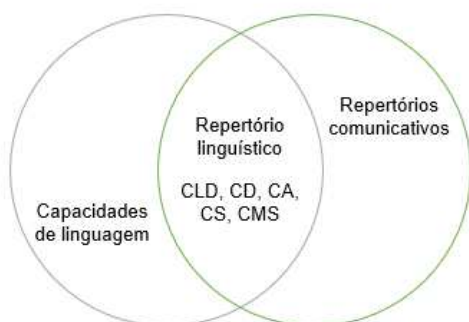 Capacidades
de linguagem
Repertório
linguístico
CLD, CD, CA,
CS, CMS
Repertórios
comunicativos